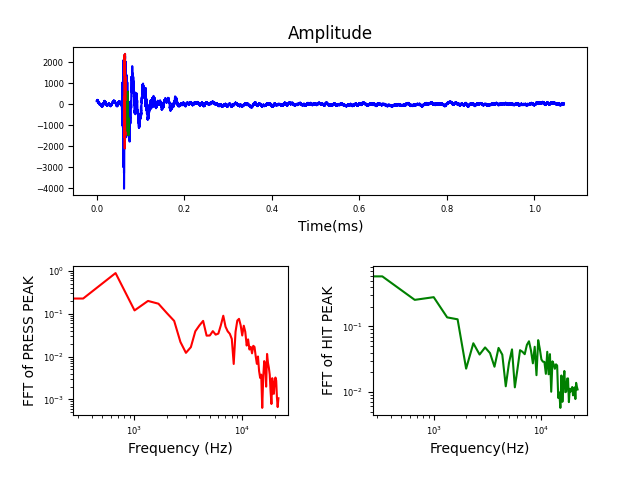 Amplitude
2000
1000
0
−1000
−2000
−3000
−4000
0.0 0.2 0.4 0.6 0.8 1.0
Time(ms)
FFT of PRESS PEAK
10⁰
10⁻¹
10⁻²
10⁻³
10³ 10⁴
Frequency (Hz)
FFT of HIT PEAK
10⁻¹
10⁻²
10³ 10⁴
Frequency(Hz)